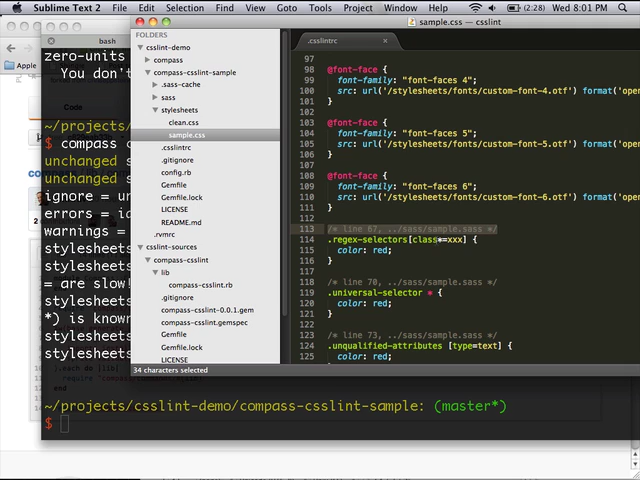 Sublime Text 2 File Edit Selection Find View Goto Tools Project Window Help (2:28) Wed 8:01 PM
sample.css — csslint
bash
FOLDERS
csslint-demo
compass
compass-csslint-sample
.sass-cache
sass
stylesheets
clean.css
sample.css
.csslintrc
.gitignore
config.rb
Gemfile
Gemfile.lock
LICENSE
README.md
.rvmrc
csslint-sources
compass-csslint
lib
compass-csslint.rb
.gitignore
compass-csslint-0.0.1.gem
compass-csslint.gemspec
Gemfile
Gemfile.lock
LICENSE
34 characters selected
.csslintrc
97
98 @font-face {
99 font-family: "font-faces 4";
100 src: url('/stylesheets/fonts/custom-font-4.otf') format('open
101 }
102
103 @font-face {
104 font-family: "font-faces 5";
105 src: url('/stylesheets/fonts/custom-font-5.otf') format('open
106 }
107
108 @font-face {
109 font-family: "font-faces 6";
110 src: url('/stylesheets/fonts/custom-font-6.otf') format('open
111 }
112
113 /* line 67, ../sass/sample.sass */
114 .regex-selectors[class*=xxx] {
115 color: red;
116 }
117
118 /* line 70, ../sass/sample.sass */
119 .universal-selector * {
120 color: red;
121 }
122
123 /* line 73, ../sass/sample.sass */
124 .unqualified-attributes [type=text] {
125 color: red;
Apple
Code
zero-units
You don't
~/projects/
$ compass c
unchanged s
unchanged s
ignore = un
errors = id
warnings =
stylesheets
stylesheets
= are slow!
stylesheets
*) is known
stylesheets
stylesheets
).each do |lib|
end
~/projects/csslint-demo/compass-csslint-sample: (master*)
$